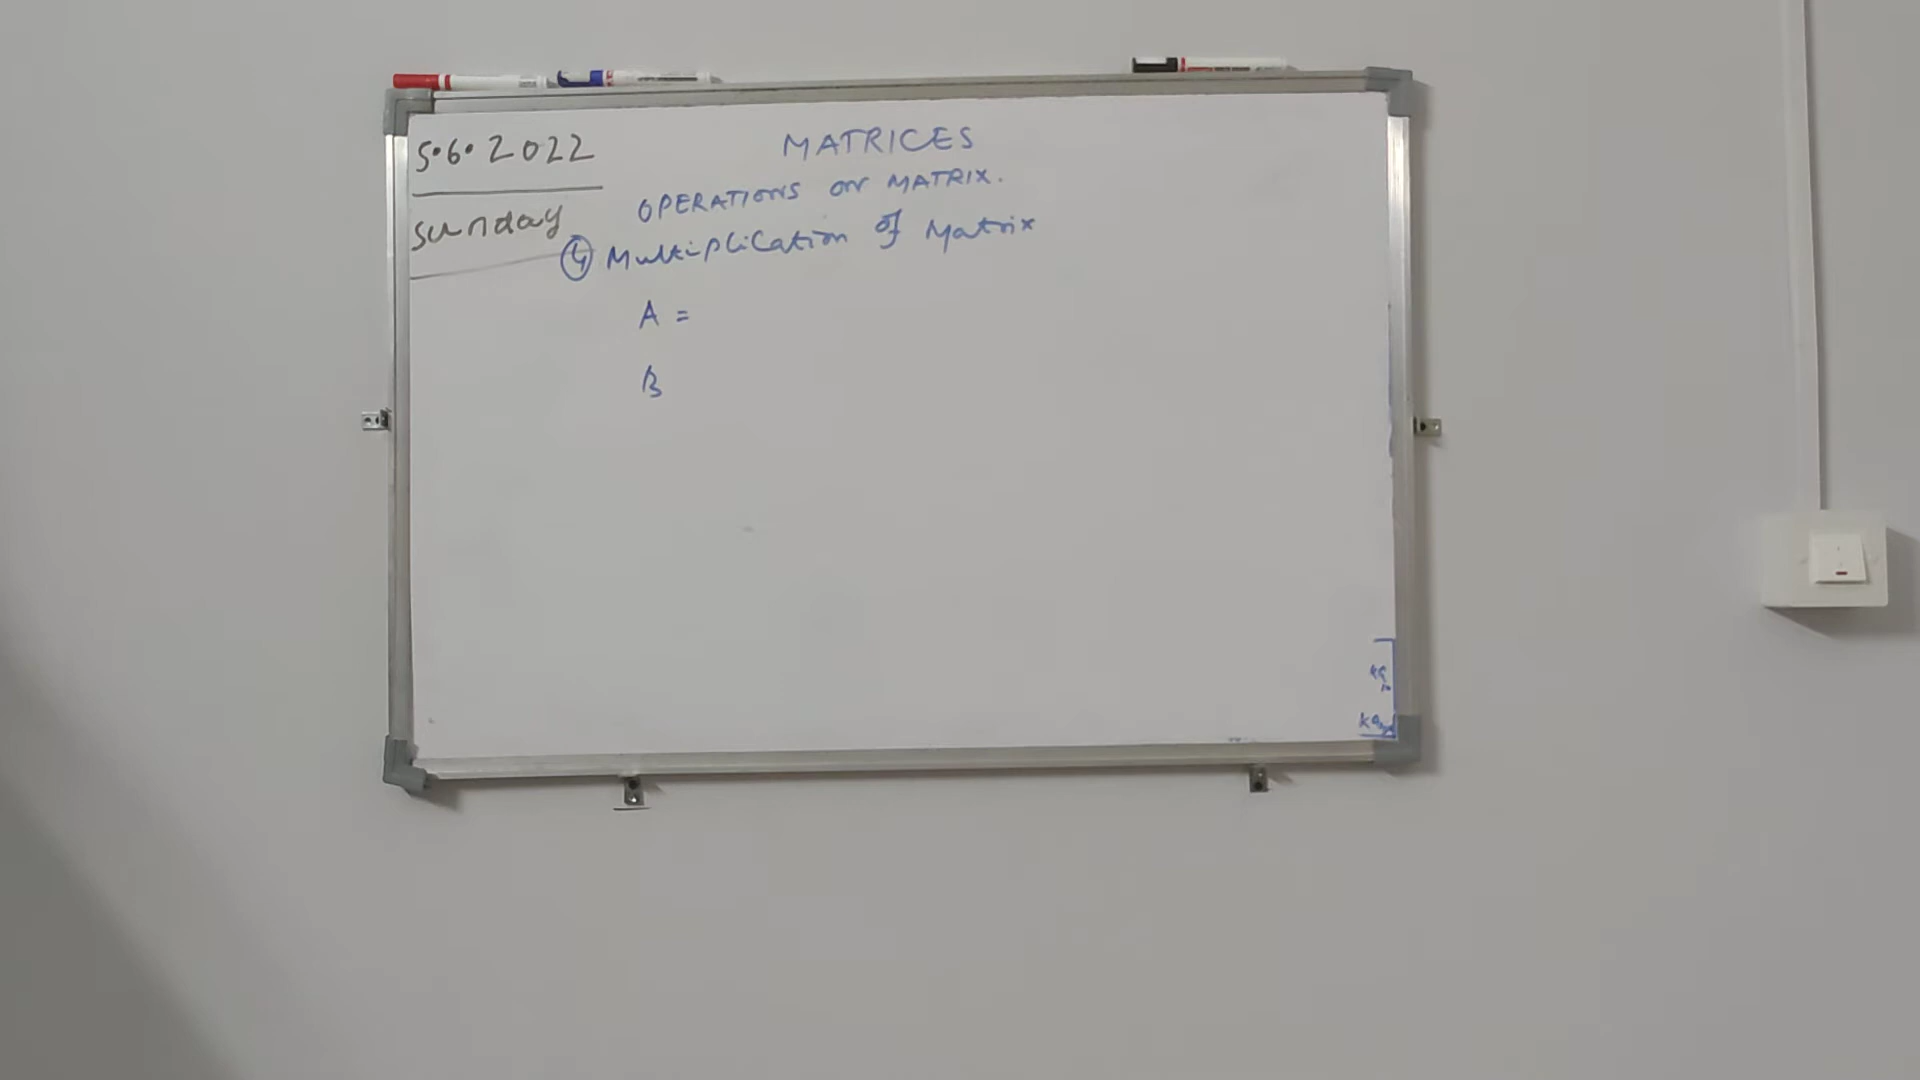 5.6.2022
sunday
MATRICES
OPERATIONS ON MATRIX.
④ Multiplication of Matrix
A =
B